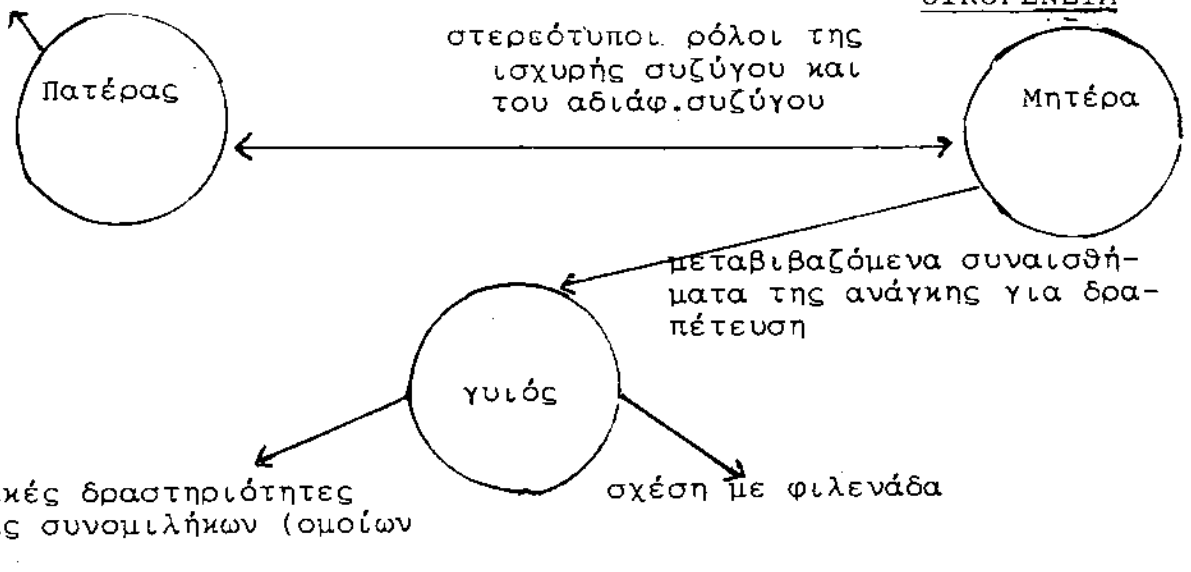 στερεότυποι ρόλοι της
ισχυρής συζύγου και
του αδιάφ.συζύγου
Πατέρας
Μητέρα
μεταβιβαζόμενα συναισθή-
ματα της ανάγκης για δρα-
πέτευση
γυιός
δραστηριότητες
συνομιλήκων (ομοίων
σχέση με φιλενάδα